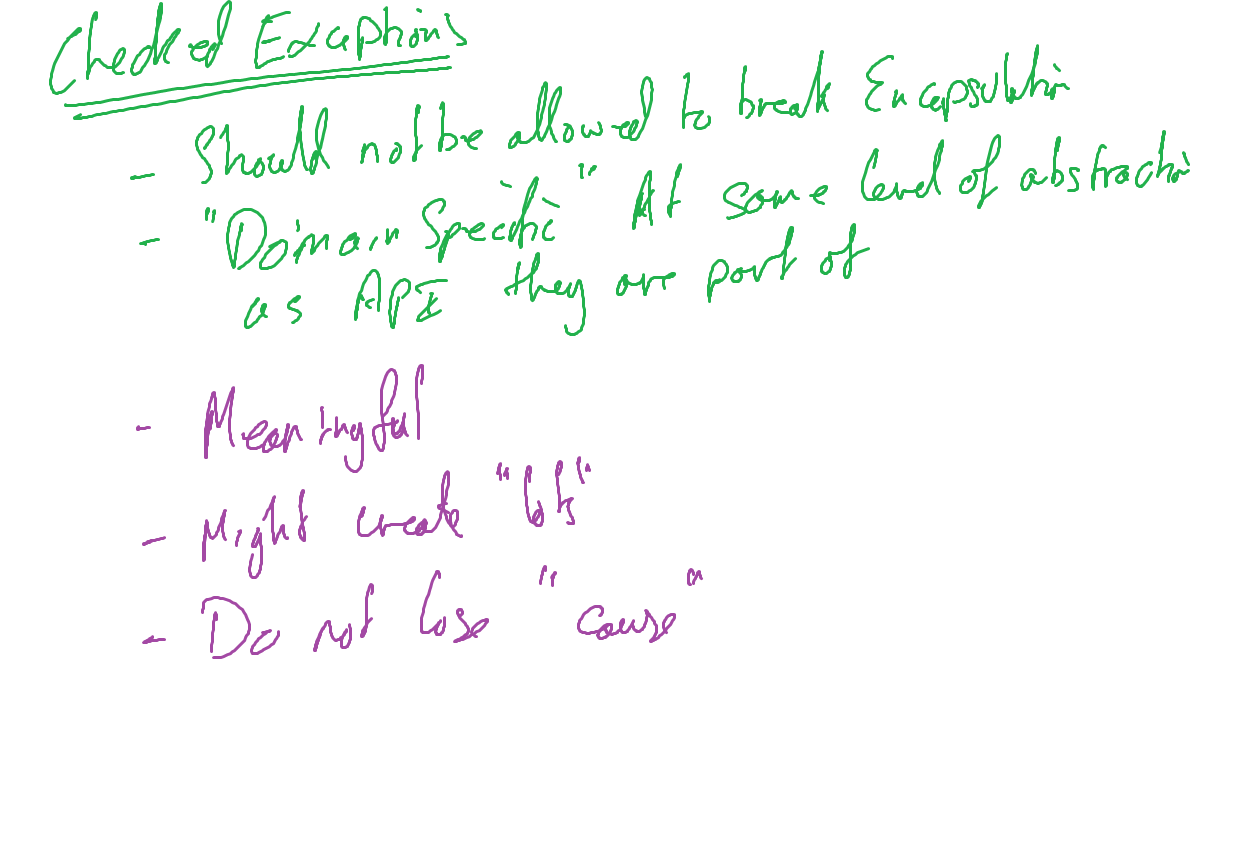 Checked Exceptions
- Should not be allowed to break Encapsulation
- "Domain Specific" At same level of abstraction
as API they are part of
- Meaningful
- Might create "lots"
- Do not lose "cause"